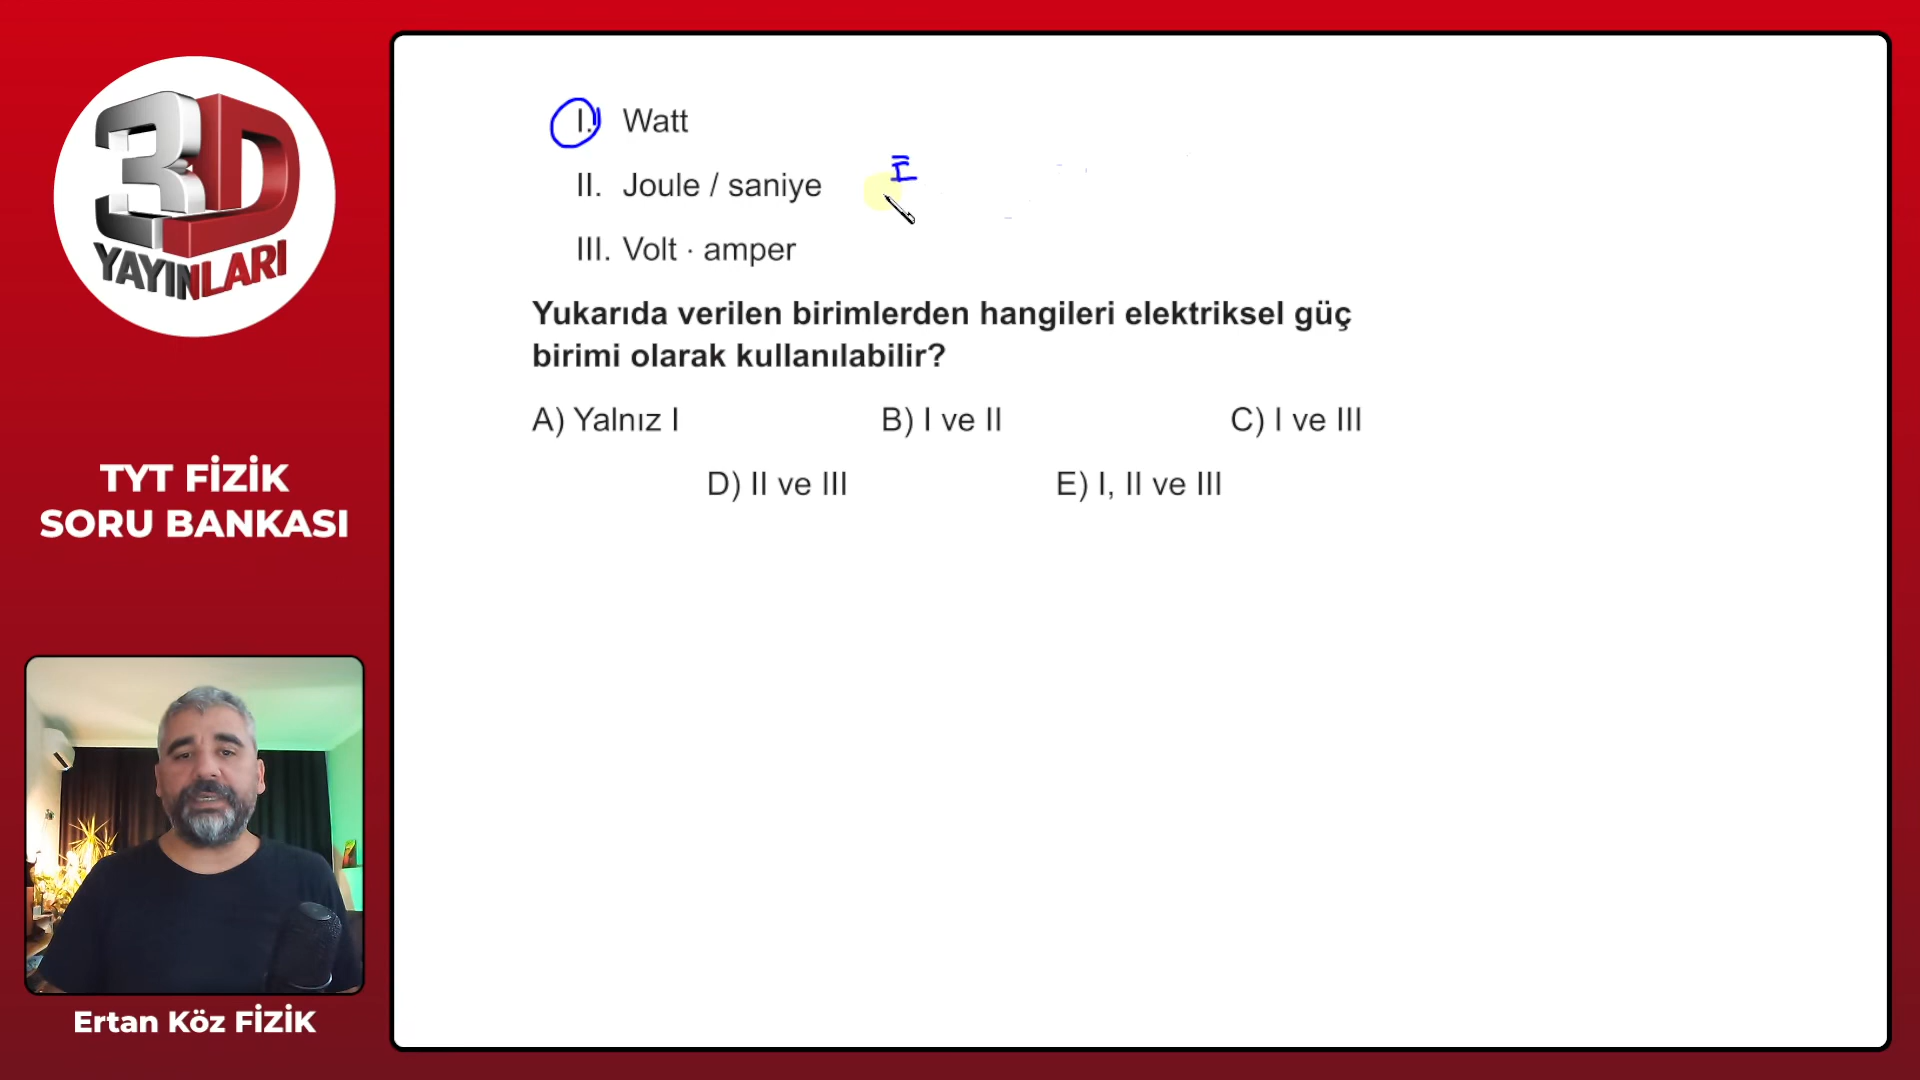 3D
YAYINLARI
TYT FİZİK
SORU BANKASI
Ertan Köz FİZİK
I. Watt
II. Joule / saniye
III. Volt · amper
Yukarıda verilen birimlerden hangileri elektriksel güç
birimi olarak kullanılabilir?
A) Yalnız I
B) I ve II
C) I ve III
D) II ve III
E) I, II ve III